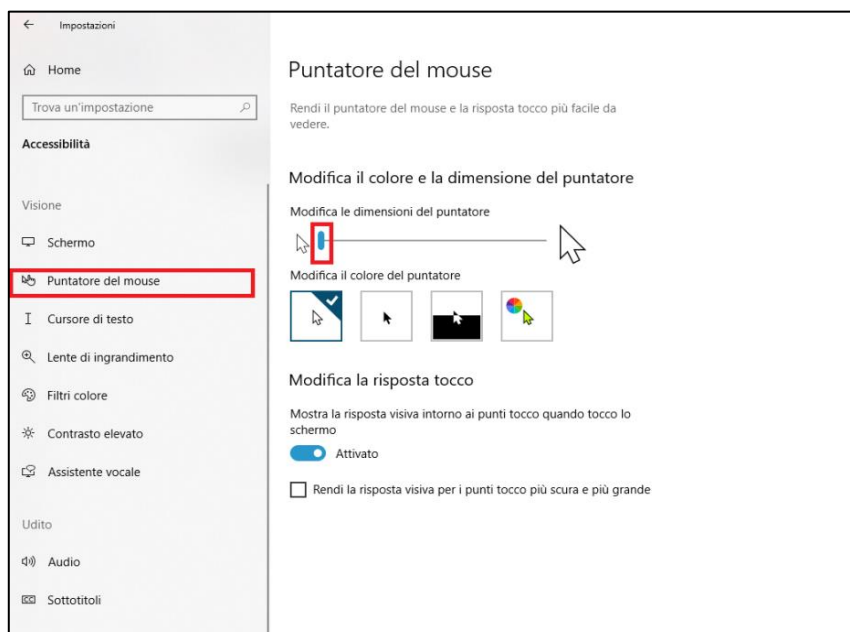 Impostazioni
Home
Trova un'impostazione
Accessibilità
Visione
Schermo
Puntatore del mouse
Cursore di testo
Lente di ingrandimento
Filtri colore
Contrasto elevato
Assistente vocale
Udito
Audio
Sottotitoli
Puntatore del mouse
Rendi il puntatore del mouse e la risposta tocco più facile da
vedere.
Modifica il colore e la dimensione del puntatore
Modifica le dimensioni del puntatore
Modifica il colore del puntatore
Modifica la risposta tocco
Mostra la risposta visiva intorno ai punti tocco quando tocco lo
schermo
Attivato
Rendi la risposta visiva per i punti tocco più scura e più grande